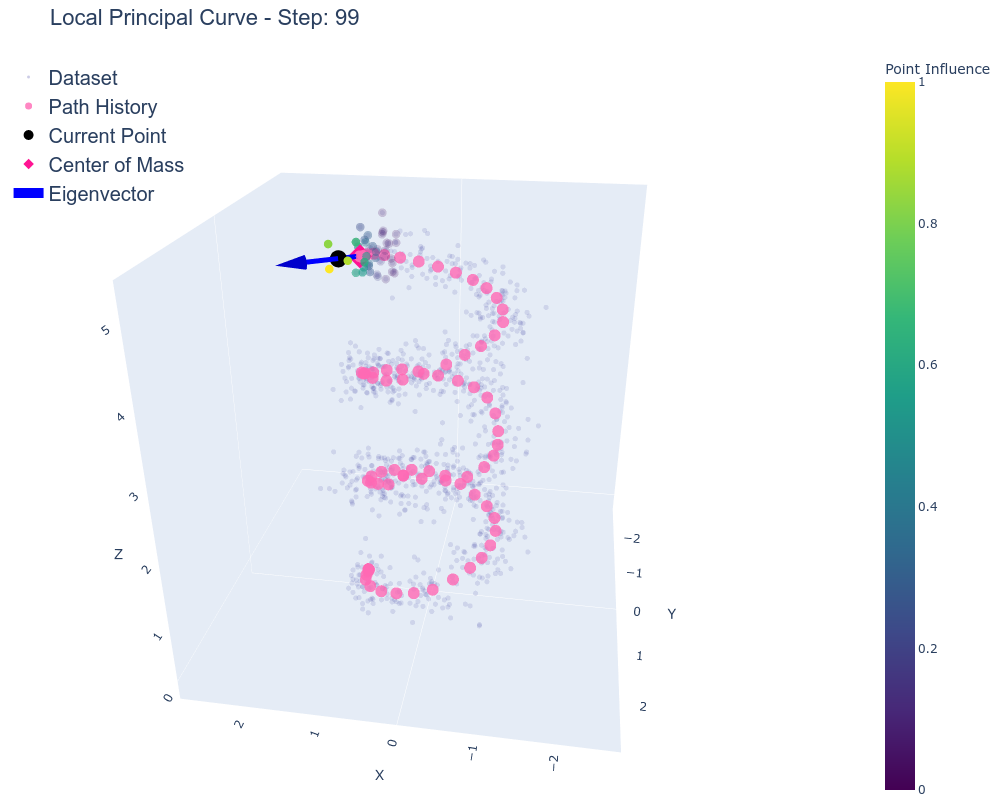 Local Principal Curve - Step: 99
Dataset
Path History
Current Point
Center of Mass
Eigenvector
Point Influence
1
0.8
0.6
0.4
0.2
0
5
4
3
2
1
0
Z
2
1
0
−1
−2
X
−2
−1
0
1
2
Y